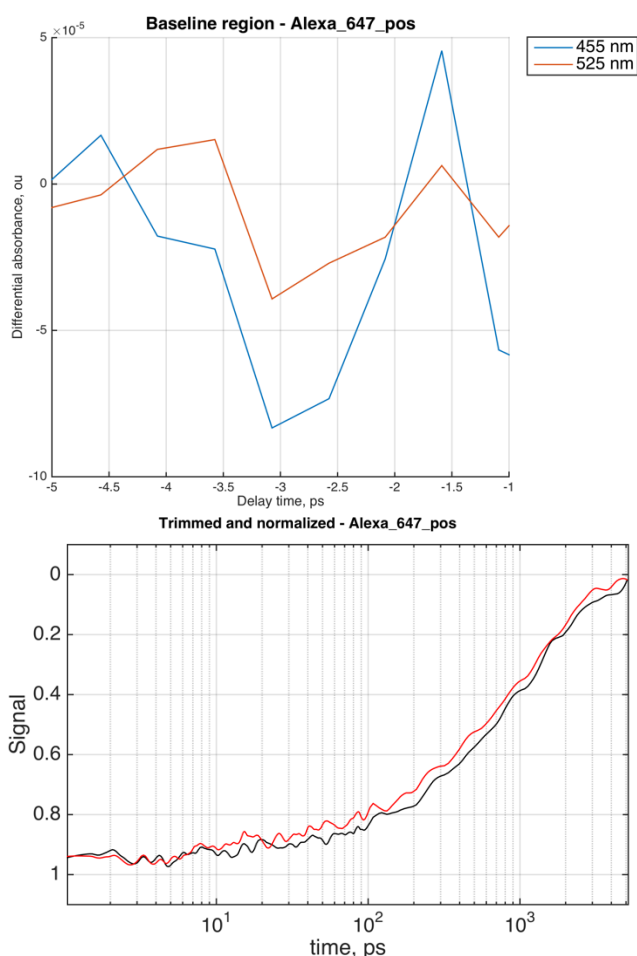 Baseline region - Alexa_647_pos
×10⁻⁵
455 nm
525 nm
5
0
-5
-10
Differential absorbance, ou
-5 -4.5 -4 -3.5 -3 -2.5 -2 -1.5 -1
Delay time, ps
Trimmed and normalized - Alexa_647_pos
0
0.2
0.4
0.6
0.8
1
Signal
10¹ 10² 10³
time, ps